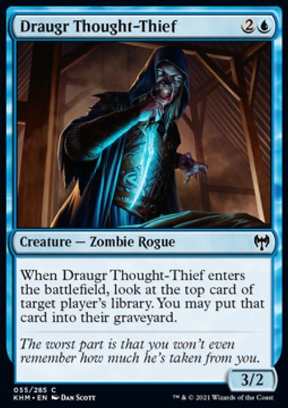 Draugr Thought-Thief 2
Creature — Zombie Rogue
When Draugr Thought-Thief enters
the battlefield, look at the top card of
target player's library. You may put that
card into their graveyard.
The worst part is that you won't even
remember how much he's taken from you.
3/2
055/285 C
KHM • EN DAN SCOTT
™ & © 2021 Wizards of the Coast